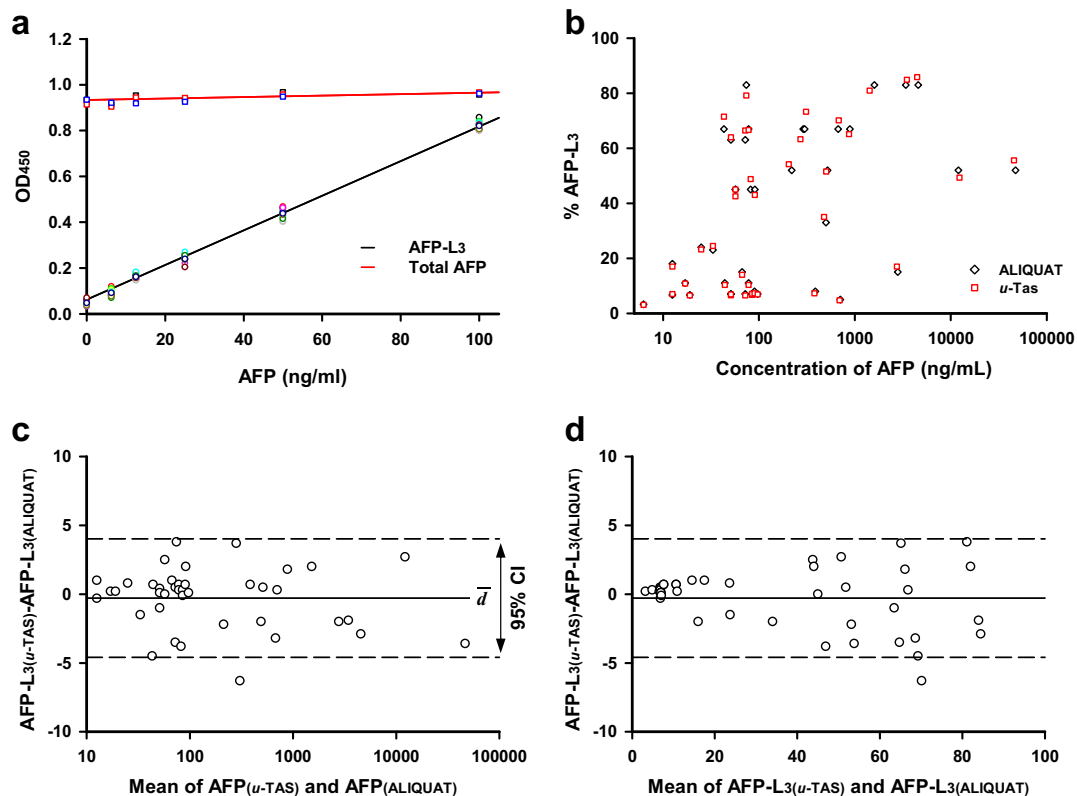 a
1.2
1.0
0.8
0.6
0.4
0.2
0.0
OD450
0 20 40 60 80 100
AFP (ng/ml)
AFP-L3
Total AFP
b
100
80
60
40
20
0
% AFP-L3
10 100 1000 10000 100000
Concentration of AFP (ng/mL)
ALIQUAT
u-Tas
c
10
5
0
-5
-10
AFP-L3(u-TAS)-AFP-L3(ALIQUAT)
d
95% CI
10 100 1000 10000 100000
Mean of AFP(u-TAS) and AFP(ALIQUAT)
d
10
5
0
-5
-10
AFP-L3(u-TAS)-AFP-L3(ALIQUAT)
0 20 40 60 80 100
Mean of AFP-L3(u-TAS) and AFP-L3(ALIQUAT)